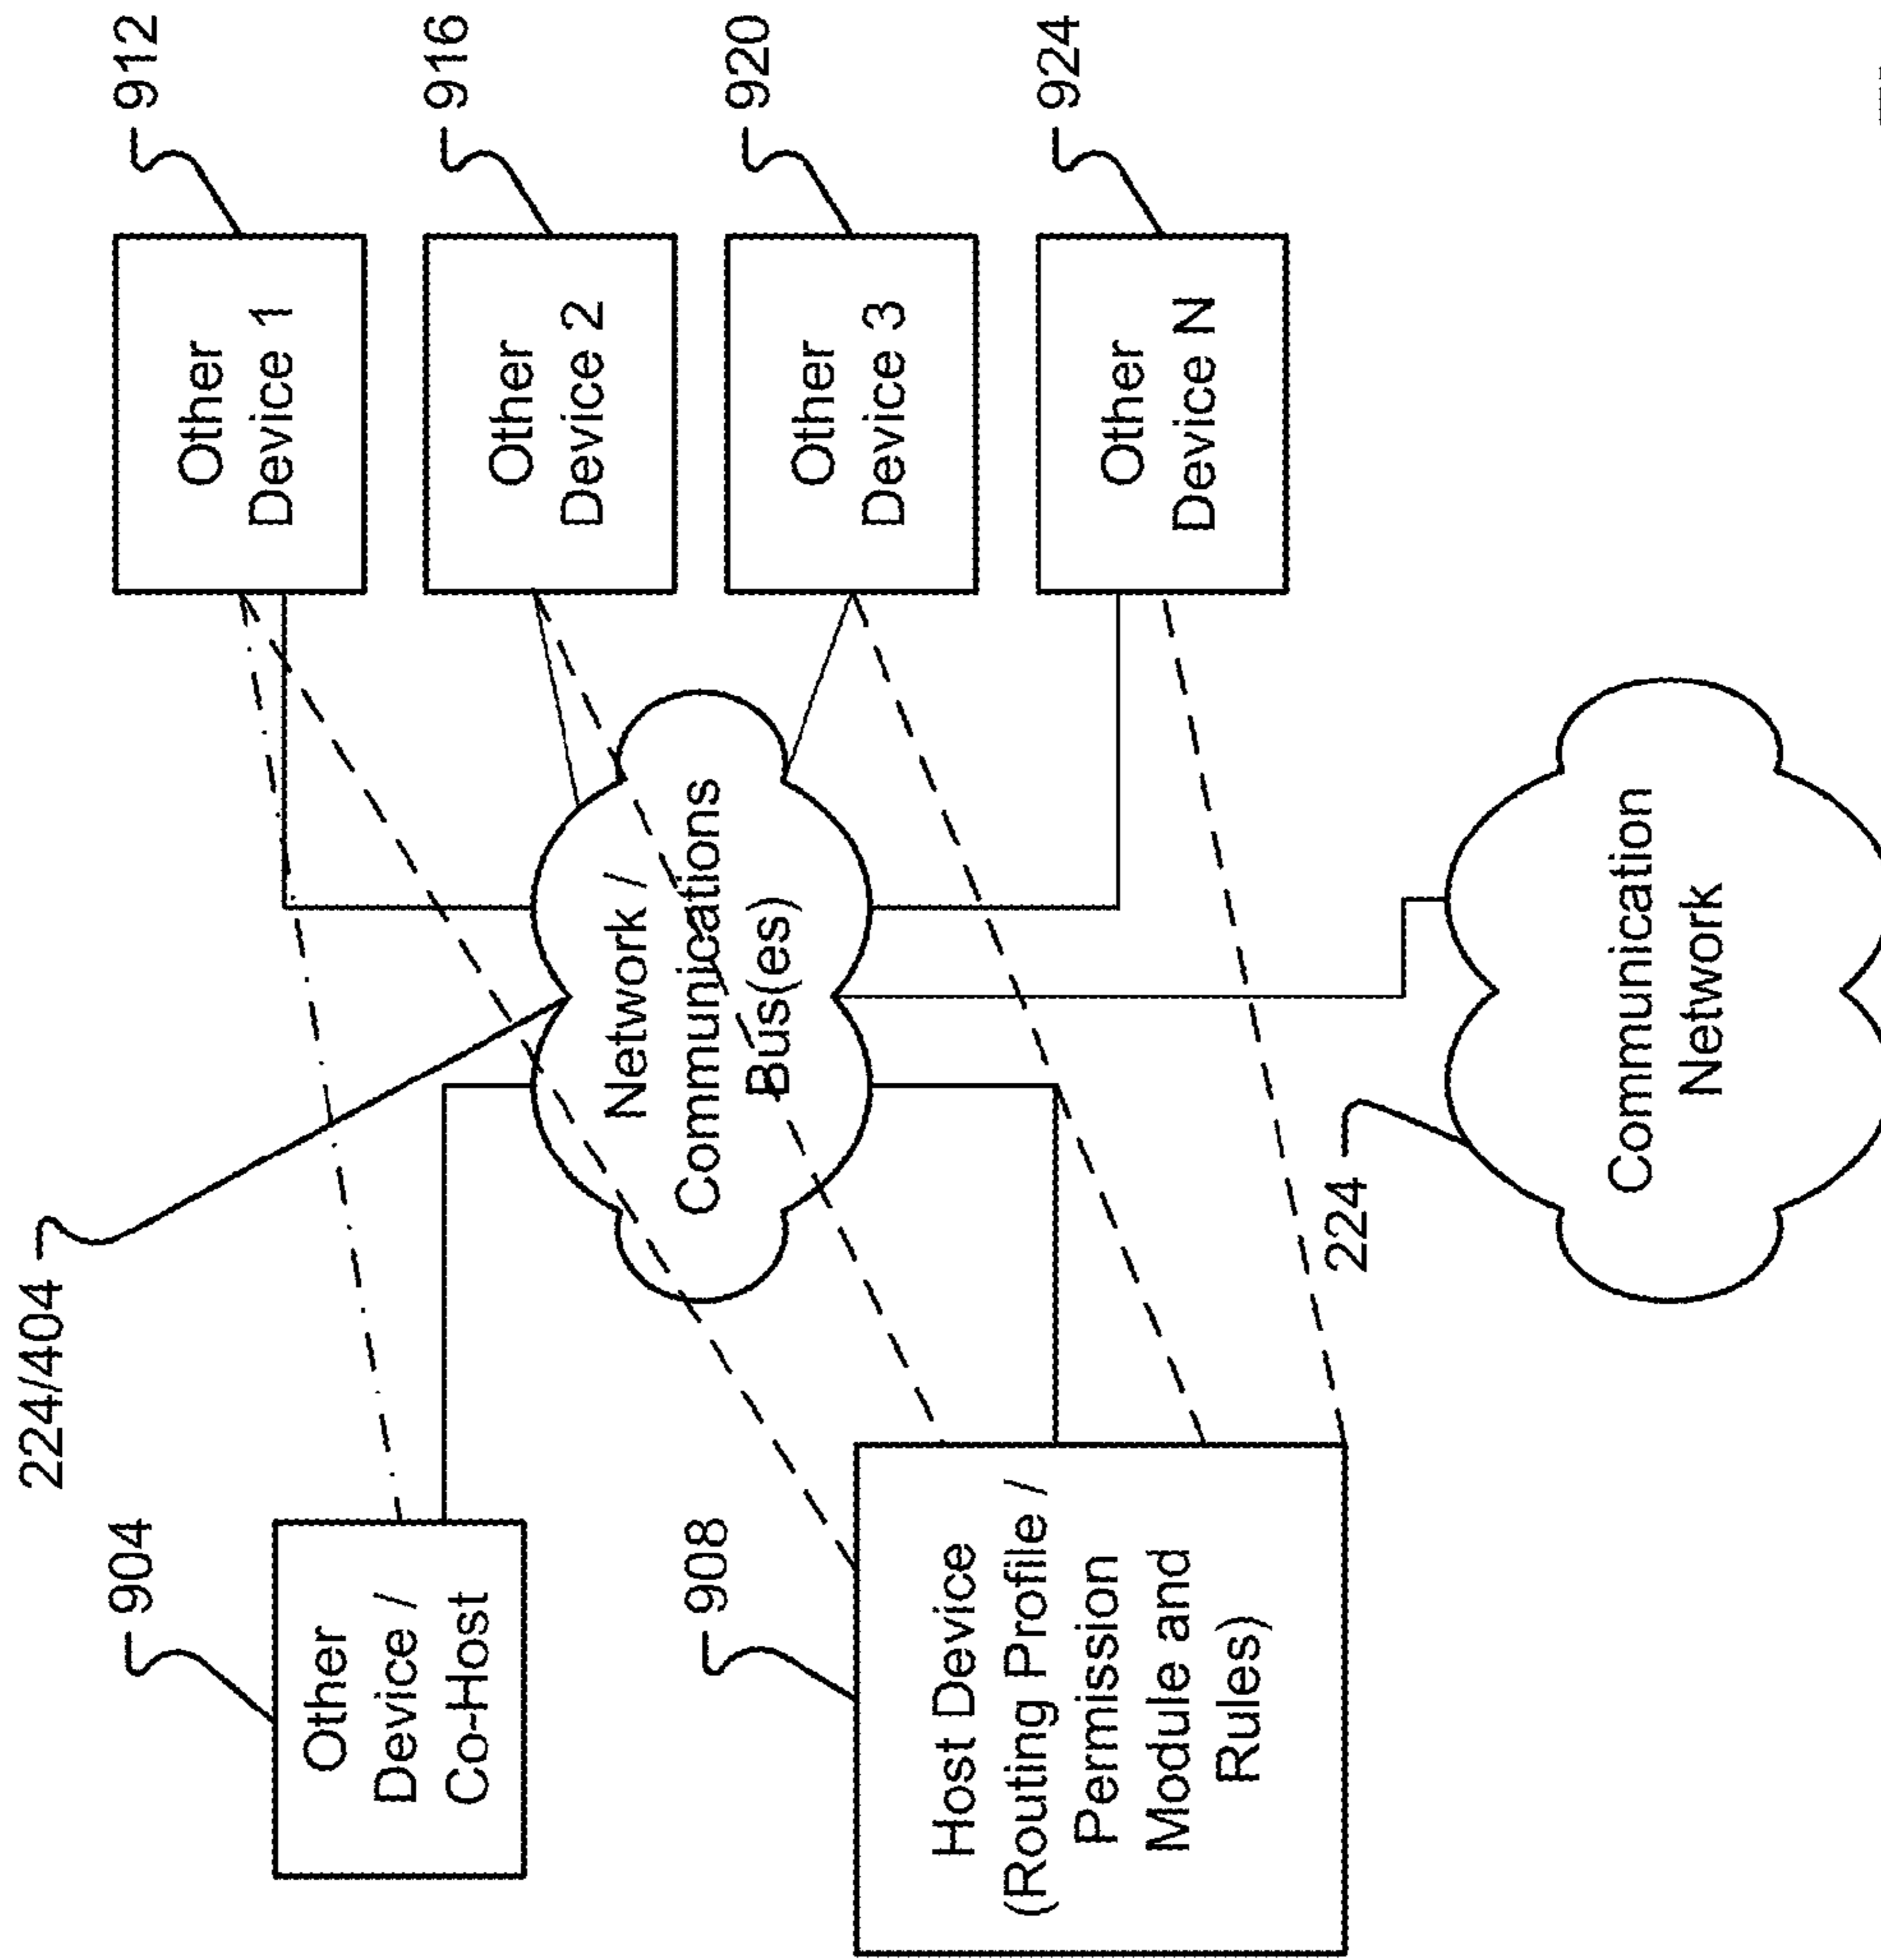 224/404
904
Other
Device /
Co-Host
908
Host Device
(Routing Profile /
Permission
Module and
Rules)
Network /
Communications
Bus(es)
Other
Device 1
912
Other
Device 2
916
Other
Device 3
920
Other
Device N
924
224
Communication
Network